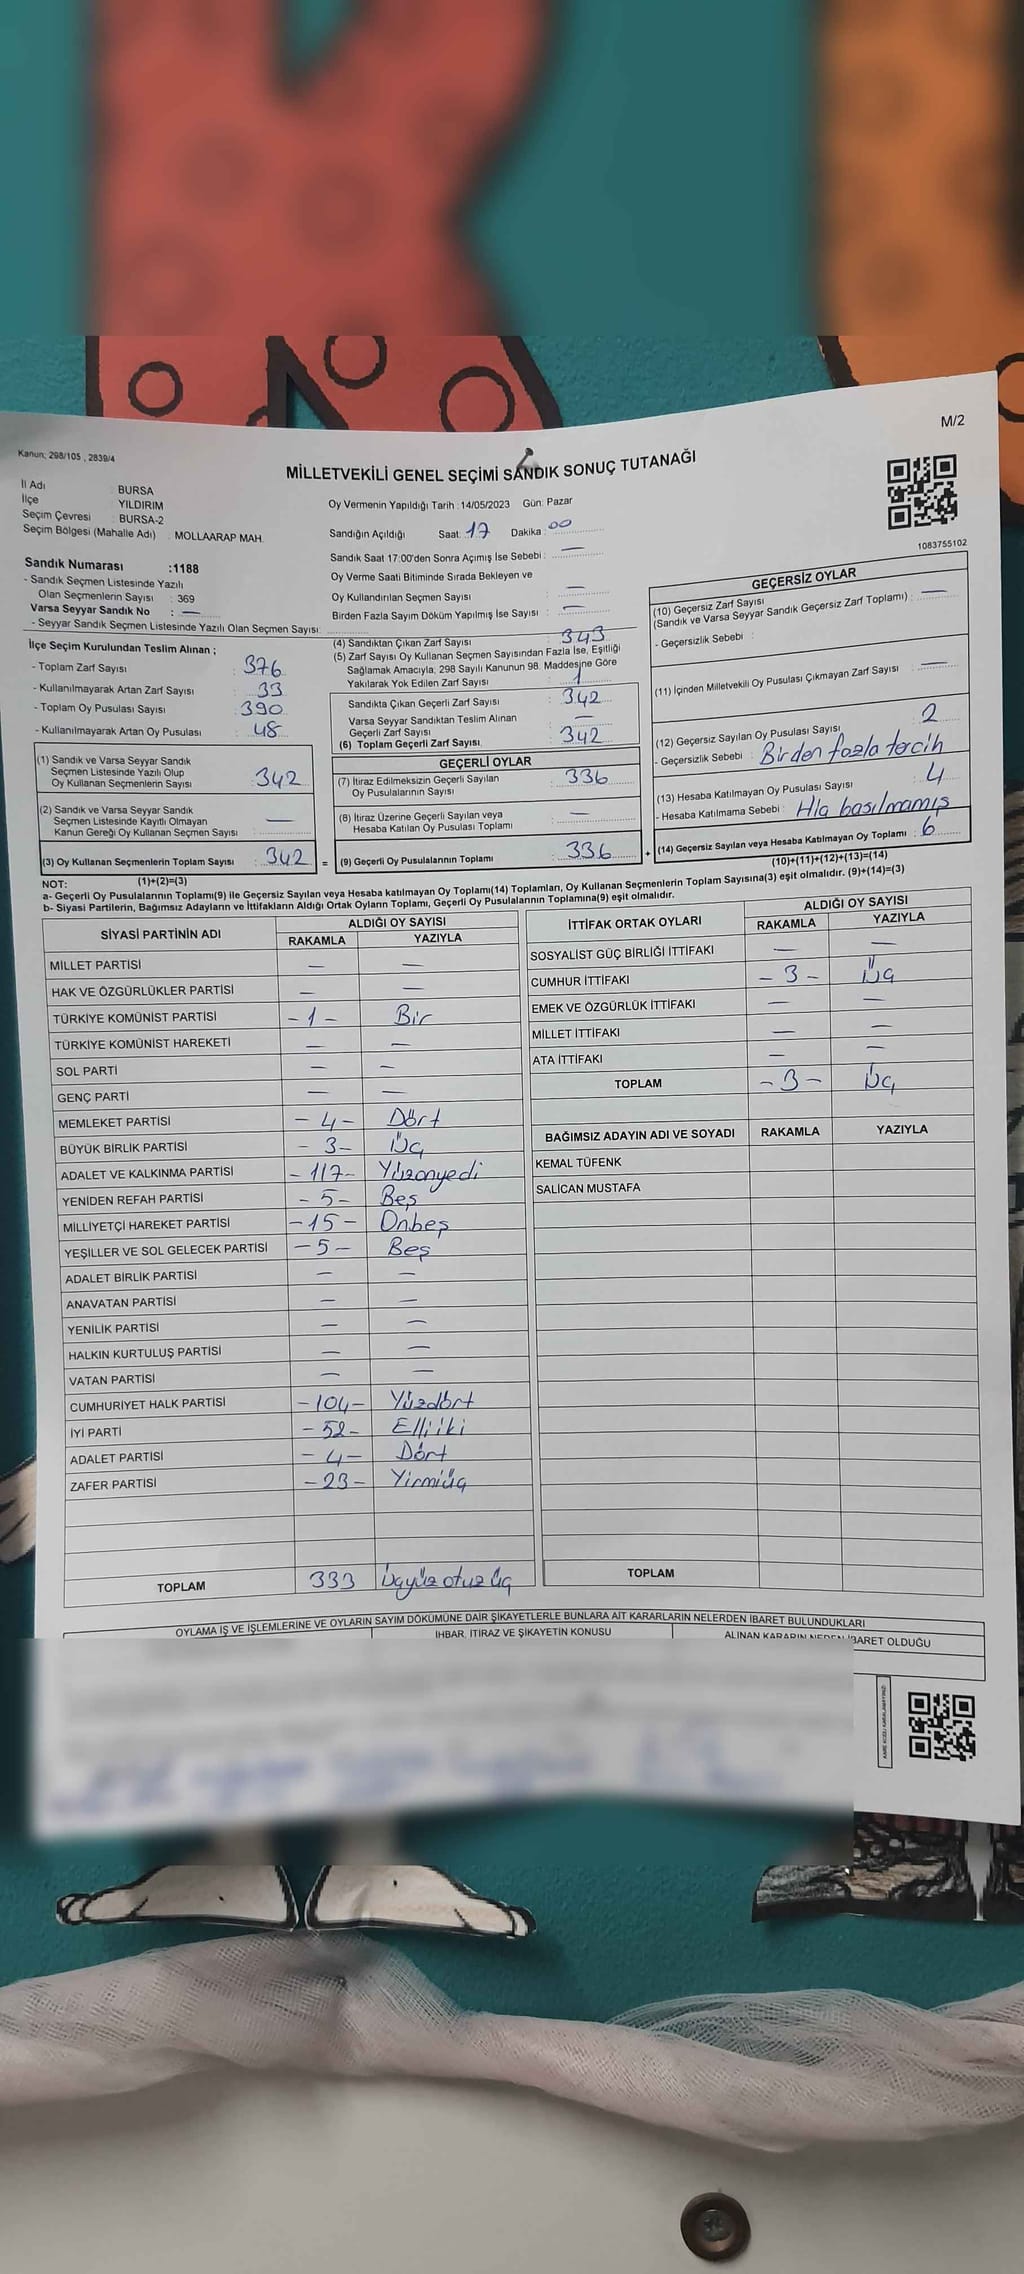 M/2
Kanun; 298/105 , 2839/4
MİLLETVEKİLİ GENEL SEÇİMİ SANDIK SONUÇ TUTANAĞI
İl Adı : BURSA
İlçe : YILDIRIM
Seçim Çevresi : BURSA-2
Seçim Bölgesi (Mahalle Adı) : MOLLAARAP MAH.
Oy Vermenin Yapıldığı Tarih :14/05/2023 Gün: Pazar
Sandığın Açıldığı Saat: 17 Dakika: 00
Sandık Saat 17:00'den Sonra Açımış İse Sebebi : —
Oy Verme Saati Bitiminde Sırada Bekleyen ve
Oy Kullandırılan Seçmen Sayısı : —
Birden Fazla Sayım Döküm Yapılmış İse Sayısı : —
1083755102
Sandık Numarası :1188
- Sandık Seçmen Listesinde Yazılı
Olan Seçmenlerin Sayısı : 369
Varsa Seyyar Sandık No : —
- Seyyar Sandık Seçmen Listesinde Yazılı Olan Seçmen Sayısı:
İlçe Seçim Kurulundan Teslim Alınan ;
- Toplam Zarf Sayısı : 376
- Kullanılmayarak Artan Zarf Sayısı : 33
- Toplam Oy Pusulası Sayısı : 390
- Kullanılmayarak Artan Oy Pusulası : 48
(1) Sandık ve Varsa Seyyar Sandık
Seçmen Listesinde Yazılı Olup
Oy Kullanan Seçmenlerin Sayısı : 342
(2) Sandık ve Varsa Seyyar Sandık
Seçmen Listesinde Kayıtlı Olmayan
Kanun Gereği Oy Kullanan Seçmen Sayısı : —
(3) Oy Kullanan Seçmenlerin Toplam Sayısı : 342 =
(1)+(2)=(3)
(4) Sandıktan Çıkan Zarf Sayısı : 343
(5) Zarf Sayısı Oy Kullanan Seçmen Sayısından Fazla İse, Eşitliği
Sağlamak Amacıyla, 298 Sayılı Kanunun 98. Maddesine Göre
Yakılarak Yok Edilen Zarf Sayısı : 1
Sandıkta Çıkan Geçerli Zarf Sayısı : 342
Varsa Seyyar Sandıktan Teslim Alınan
Geçerli Zarf Sayısı : —
(6) Toplam Geçerli Zarf Sayısı : 342
GEÇERLİ OYLAR
(7) İtiraz Edilmeksizin Geçerli Sayılan
Oy Pusulalarının Sayısı : 336
(8) İtiraz Üzerine Geçerli Sayılan veya
Hesaba Katılan Oy Pusulası Toplamı : —
(9) Geçerli Oy Pusulalarının Toplamı : 336 +
GEÇERSİZ OYLAR
(10) Geçersiz Zarf Sayısı
(Sandık ve Varsa Seyyar Sandık Geçersiz Zarf Toplamı) : —
- Geçersizlik Sebebi :
(11) İçinden Milletvekili Oy Pusulası Çıkmayan Zarf Sayısı : —
(12) Geçersiz Sayılan Oy Pusulası Sayısı : 2
- Geçersizlik Sebebi : Birden fazla tercih
(13) Hesaba Katılmayan Oy Pusulası Sayısı : 4
- Hesaba Katılmama Sebebi : Hla basılmamış
(14) Geçersiz Sayılan veya Hesaba Katılmayan Oy Toplamı : 6
(10)+(11)+(12)+(13)=(14)
NOT:
a- Geçerli Oy Pusulalarının Toplamı(9) ile Geçersiz Sayılan veya Hesaba katılmayan Oy Toplamı(14) Toplamları, Oy Kullanan Seçmenlerin Toplam Sayısına(3) eşit olmalıdır. (9)+(14)=(3)
b- Siyasi Partilerin, Bağımsız Adayların ve İttifakların Aldığı Ortak Oyların Toplamı, Geçerli Oy Pusulalarının Toplamına(9) eşit olmalıdır.
SİYASİ PARTİNİN ADI ALDIĞI OY SAYISI
RAKAMLA YAZIYLA
MİLLET PARTİSİ — —
HAK VE ÖZGÜRLÜKLER PARTİSİ — —
TÜRKİYE KOMÜNİST PARTİSİ -1- Bir
TÜRKİYE KOMÜNİST HAREKETİ — —
SOL PARTİ — —
GENÇ PARTİ — —
MEMLEKET PARTİSİ -4- Dört
BÜYÜK BİRLİK PARTİSİ -3- Üç
ADALET VE KALKINMA PARTİSİ -117- Yüzonyedi
YENİDEN REFAH PARTİSİ -5- Beş
MİLLİYETÇİ HAREKET PARTİSİ -15- Onbeş
YEŞİLLER VE SOL GELECEK PARTİSİ -5- Beş
ADALET BİRLİK PARTİSİ — —
ANAVATAN PARTİSİ — —
YENİLİK PARTİSİ — —
HALKIN KURTULUŞ PARTİSİ — —
VATAN PARTİSİ — —
CUMHURİYET HALK PARTİSİ -104- Yüzdört
İYİ PARTİ -52- Elliiki
ADALET PARTİSİ -4- Dört
ZAFER PARTİSİ -23- Yirmiüç
TOPLAM 333 Üçyüz otuz üç
İTTİFAK ORTAK OYLARI ALDIĞI OY SAYISI
RAKAMLA YAZIYLA
SOSYALİST GÜÇ BİRLİĞİ İTTİFAKI — —
CUMHUR İTTİFAKI -3- Üç
EMEK VE ÖZGÜRLÜK İTTİFAKI — —
MİLLET İTTİFAKI — —
ATA İTTİFAKI — —
TOPLAM -3- Üç
BAĞIMSIZ ADAYIN ADI VE SOYADI RAKAMLA YAZIYLA
KEMAL TÜFENK
SALİCAN MUSTAFA
TOPLAM
OYLAMA İŞ VE İŞLEMLERİNE VE OYLARIN SAYIM DÖKÜMÜNE DAİR ŞİKAYETLERLE BUNLARA AİT KARARLARIN NELERDEN İBARET BULUNDUKLARI
İHBAR, İTİRAZ VE ŞİKAYETİN KONUSU
ALINAN KARARIN NEDEN İBARET OLDUĞU